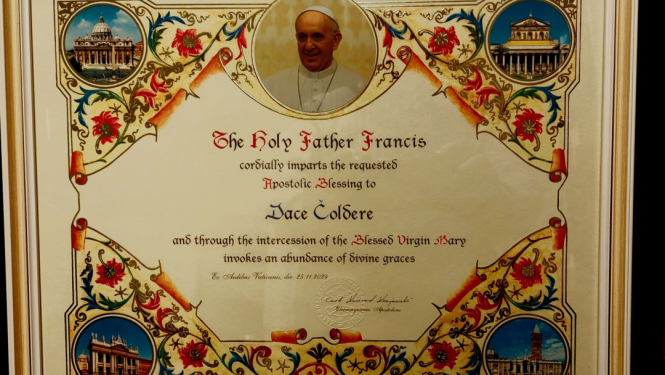 The Holy Father Francis
cordially imparts the requested
Apostolic Blessing to
Dace Čoldere
and through the intercession of the Blessed Virgin Mary
invokes an abundance of divine graces
Ex Aedibus Vaticanis, die 25.11.2024